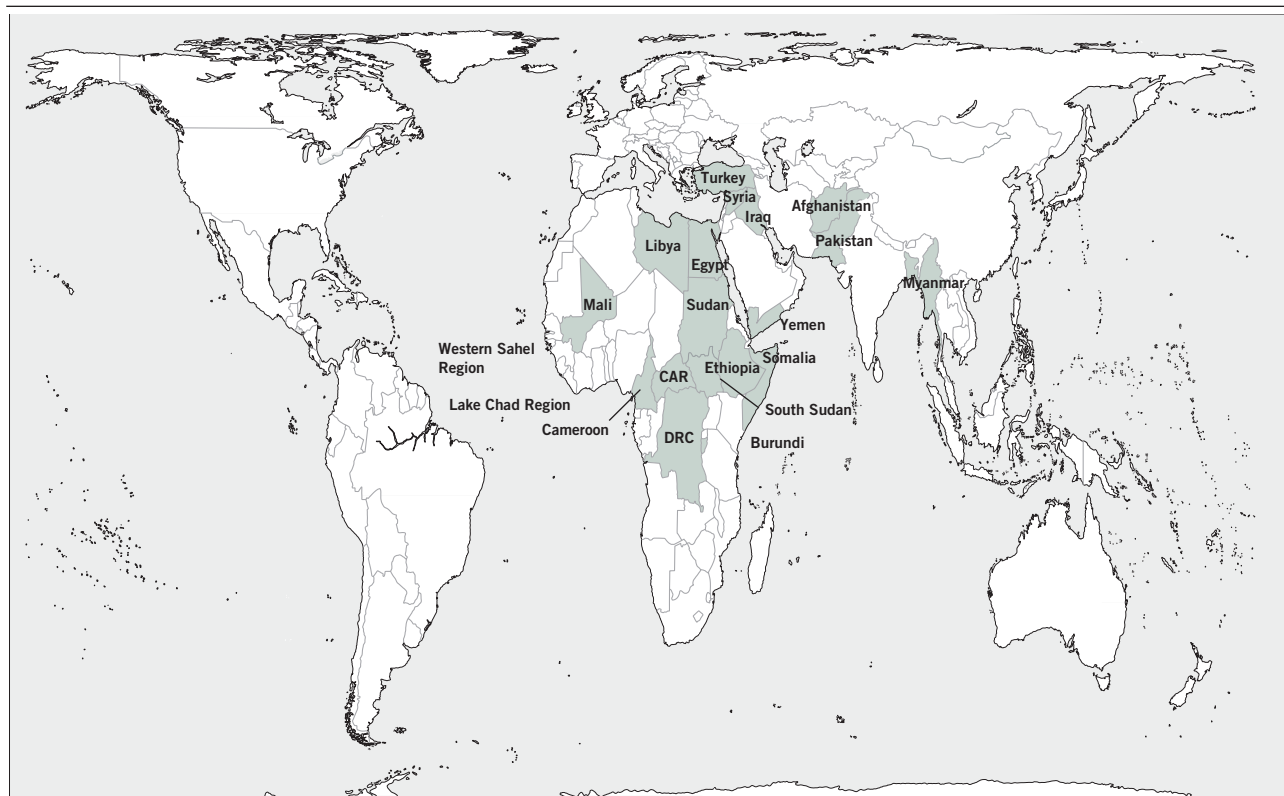 Turkey
Syria
Iraq
Afghanistan
Pakistan
Libya
Egypt
Myanmar
Mali
Sudan
Yemen
Western Sahel
Region
Somalia
Ethiopia
CAR
Lake Chad Region
South Sudan
Cameroon
DRC
Burundi